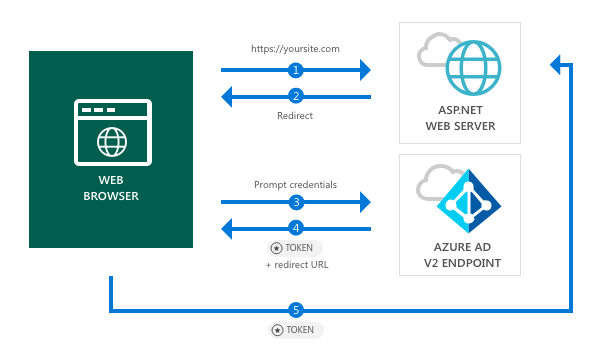 https://yoursite.com
1
2
Redirect
ASP.NET
WEB SERVER
WEB
BROWSER
Prompt credentials
3
4
TOKEN
+ redirect URL
AZURE AD
V2 ENDPOINT
5
TOKEN